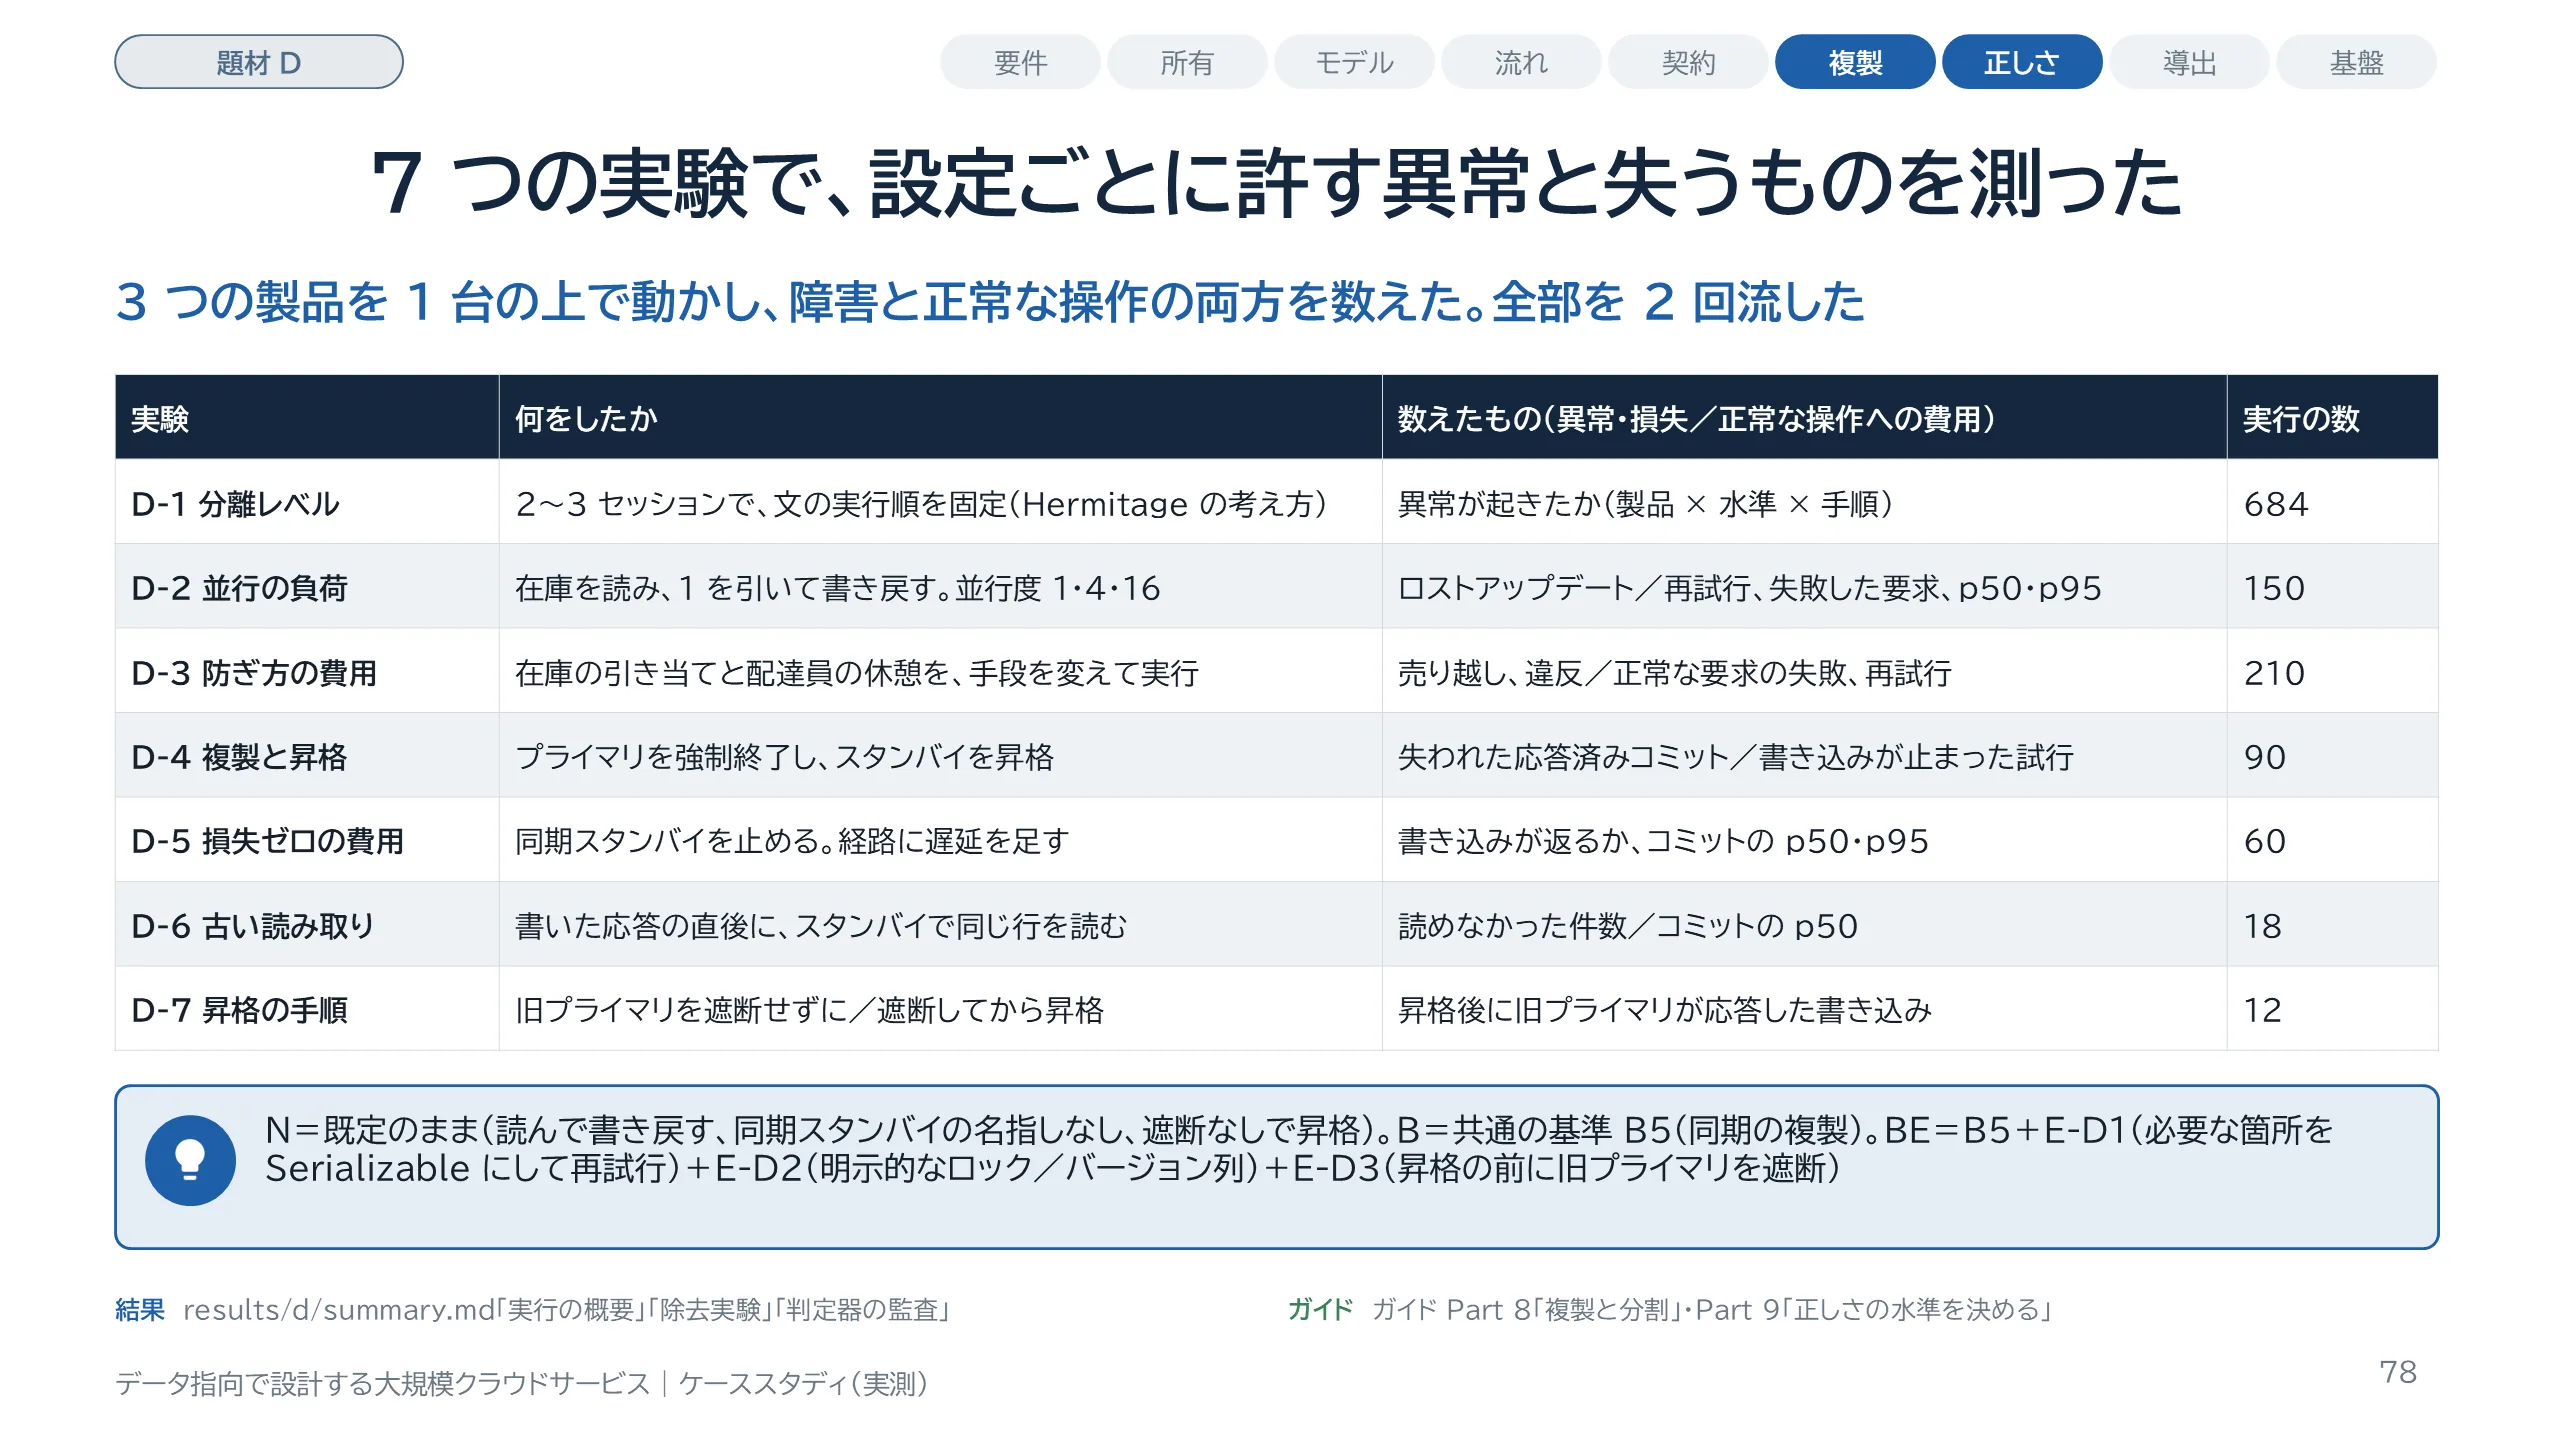 題材 D
要件 所有 モデル 流れ 契約 複製 正しさ 導出 基盤
7 つの実験で、設定ごとに許す異常と失うものを測った
3 つの製品を 1 台の上で動かし、障害と正常な操作の両方を数えた。全部を 2 回流した
実験 何をしたか 数えたもの(異常・損失／正常な操作への費用) 実行の数
D-1 分離レベル 2〜3 セッションで、文の実行順を固定(Hermitage の考え方) 異常が起きたか(製品 × 水準 × 手順) 684
D-2 並行の負荷 在庫を読み、1 を引いて書き戻す。並行度 1・4・16 ロストアップデート／再試行、失敗した要求、p50・p95 150
D-3 防ぎ方の費用 在庫の引き当てと配達員の休憩を、手段を変えて実行 売り越し、違反／正常な要求の失敗、再試行 210
D-4 複製と昇格 プライマリを強制終了し、スタンバイを昇格 失われた応答済みコミット／書き込みが止まった試行 90
D-5 損失ゼロの費用 同期スタンバイを止める。経路に遅延を足す 書き込みが返るか、コミットの p50・p95 60
D-6 古い読み取り 書いた応答の直後に、スタンバイで同じ行を読む 読めなかった件数／コミットの p50 18
D-7 昇格の手順 旧プライマリを遮断せずに／遮断してから昇格 昇格後に旧プライマリが応答した書き込み 12
N＝既定のまま(読んで書き戻す、同期スタンバイの名指しなし、遮断なしで昇格)。B＝共通の基準 B5(同期の複製)。BE＝B5＋E-D1(必要な箇所を
Serializable にして再試行)＋E-D2(明示的なロック／バージョン列)＋E-D3(昇格の前に旧プライマリを遮断)
結果 results/d/summary.md「実行の概要」「除去実験」「判定器の監査」 ガイド ガイド Part 8「複製と分割」・Part 9「正しさの水準を決める」
データ指向で設計する大規模クラウドサービス｜ケーススタディ(実測) 78